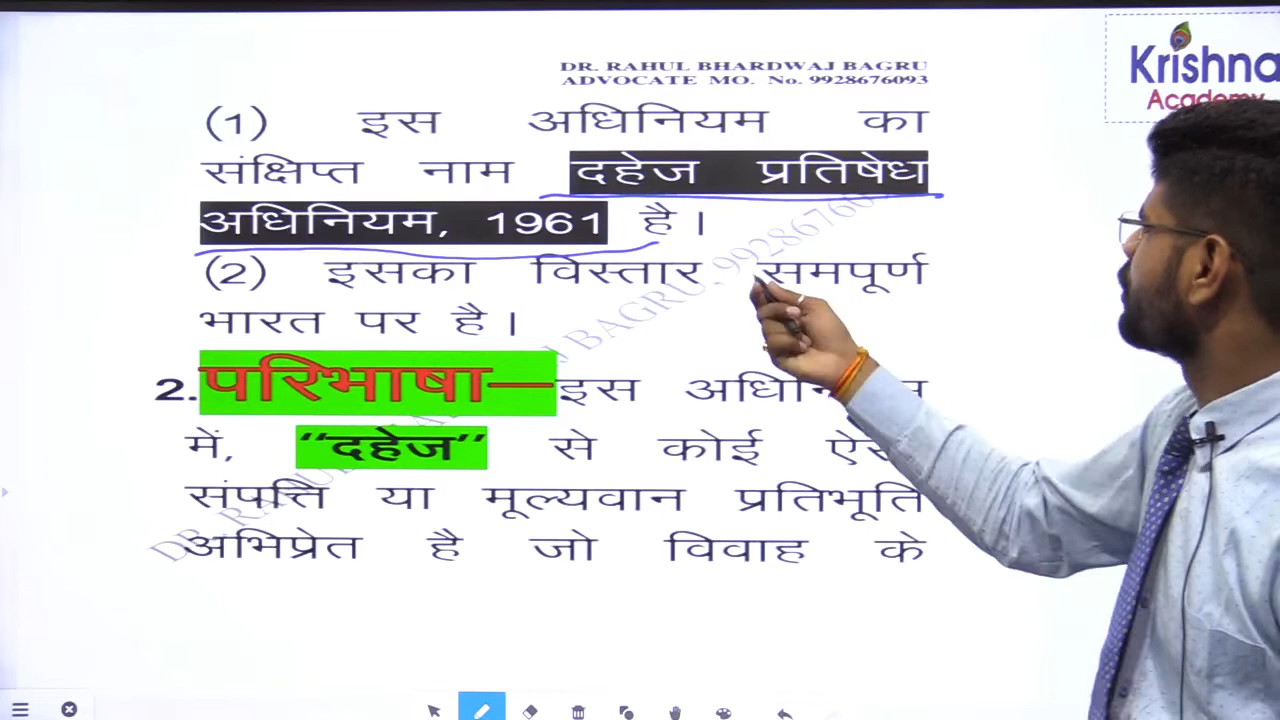 Krishna
Academy
DR. RAHUL BHARDWAJ BAGRU
ADVOCATE MO. No. 9928676093
(1) इस अधिनियम का
संक्षिप्त नाम दहेज प्रतिषेध
अधिनियम, 1961 है।
(2) इसका विस्तार समपूर्ण
भारत पर है।
2. परिभाषा—इस
में, “दहेज” से कोई
संपत्ति या मूल्यवान प्रतिभूति
अभिप्रेत है जो विवाह के